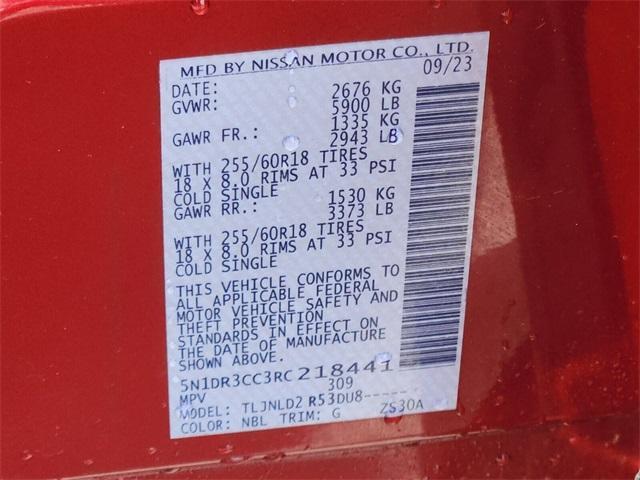 MFD BY NISSAN MOTOR CO., LTD.
DATE: 09/23
GVWR: 2676 KG
5900 LB
GAWR FR.: 1335 KG
2943 LB
WITH 255/60R18 TIRES
18 X 8.0 RIMS AT 33 PSI
COLD SINGLE
GAWR RR.: 1530 KG
3373 LB
WITH 255/60R18 TIRES
18 X 8.0 RIMS AT 33 PSI
COLD SINGLE
THIS VEHICLE CONFORMS TO
ALL APPLICABLE FEDERAL
MOTOR VEHICLE SAFETY AND
THEFT PREVENTION
STANDARDS IN EFFECT ON
THE DATE OF MANUFACTURE
SHOWN ABOVE.
5N1DR3CC3RC218441
MPV 309
MODEL: TLJNLD2 R53DU8------
COLOR: NBL TRIM: G ZS30A